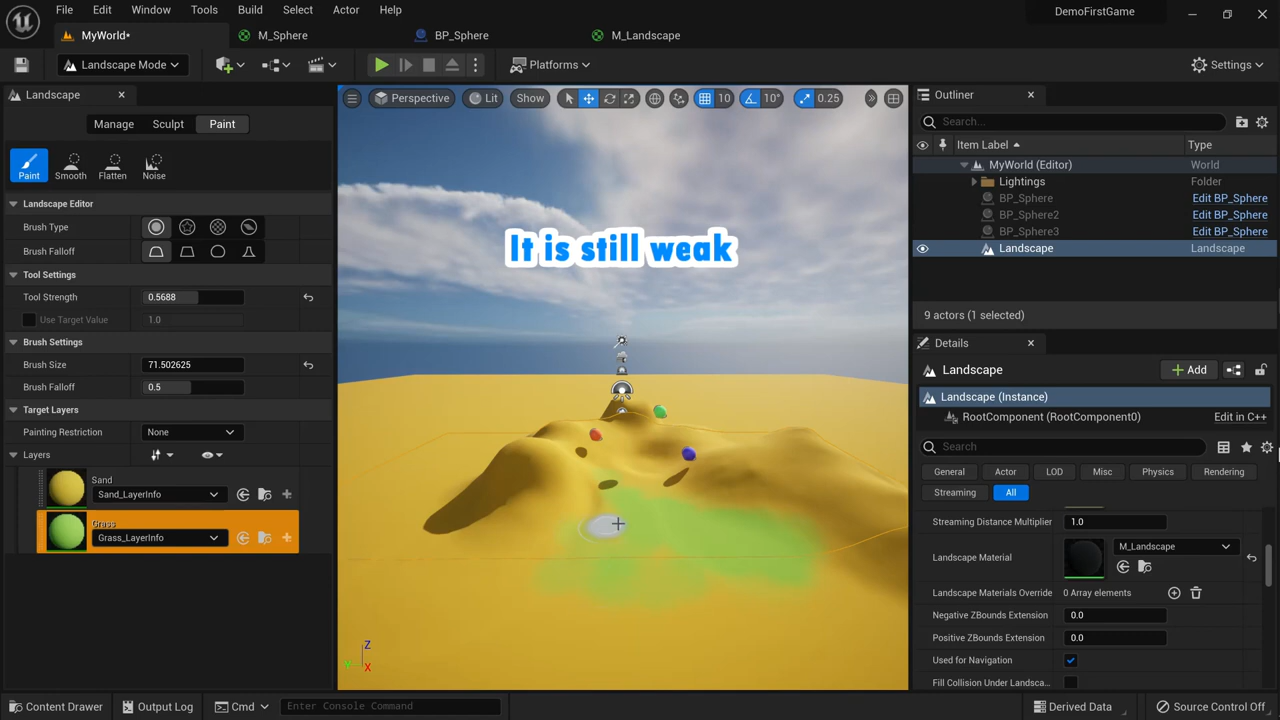 File Edit Window Tools Build Select Actor Help
DemoFirstGame
MyWorld*
M_Sphere
BP_Sphere
M_Landscape
Landscape Mode
Platforms
Settings
Landscape
Manage
Sculpt
Paint
Paint
Smooth
Flatten
Noise
Landscape Editor
Brush Type
Brush Falloff
Tool Settings
Tool Strength
0.5688
Use Target Value
1.0
Brush Settings
Brush Size
71.502625
Brush Falloff
0.5
Target Layers
Painting Restriction
None
Layers
Sand
Sand_LayerInfo
Grass
Grass_LayerInfo
Perspective
Lit
Show
10
10°
0.25
It is still weak
Z
X
Outliner
Search...
Item Label
Type
MyWorld (Editor)
World
Lightings
Folder
BP_Sphere
Edit BP_Sphere
BP_Sphere2
Edit BP_Sphere
BP_Sphere3
Edit BP_Sphere
Landscape
Landscape
9 actors (1 selected)
Details
Landscape
Add
Landscape (Instance)
RootComponent (RootComponent0)
Edit in C++
Search
General
Actor
LOD
Misc
Physics
Rendering
Streaming
All
Streaming Distance Multiplier
1.0
Landscape Material
M_Landscape
Landscape Materials Override
0 Array elements
Negative ZBounds Extension
0.0
Positive ZBounds Extension
0.0
Used for Navigation
Fill Collision Under Landsca...
Content Drawer
Output Log
Cmd
Enter Console Command
Derived Data
Source Control Off